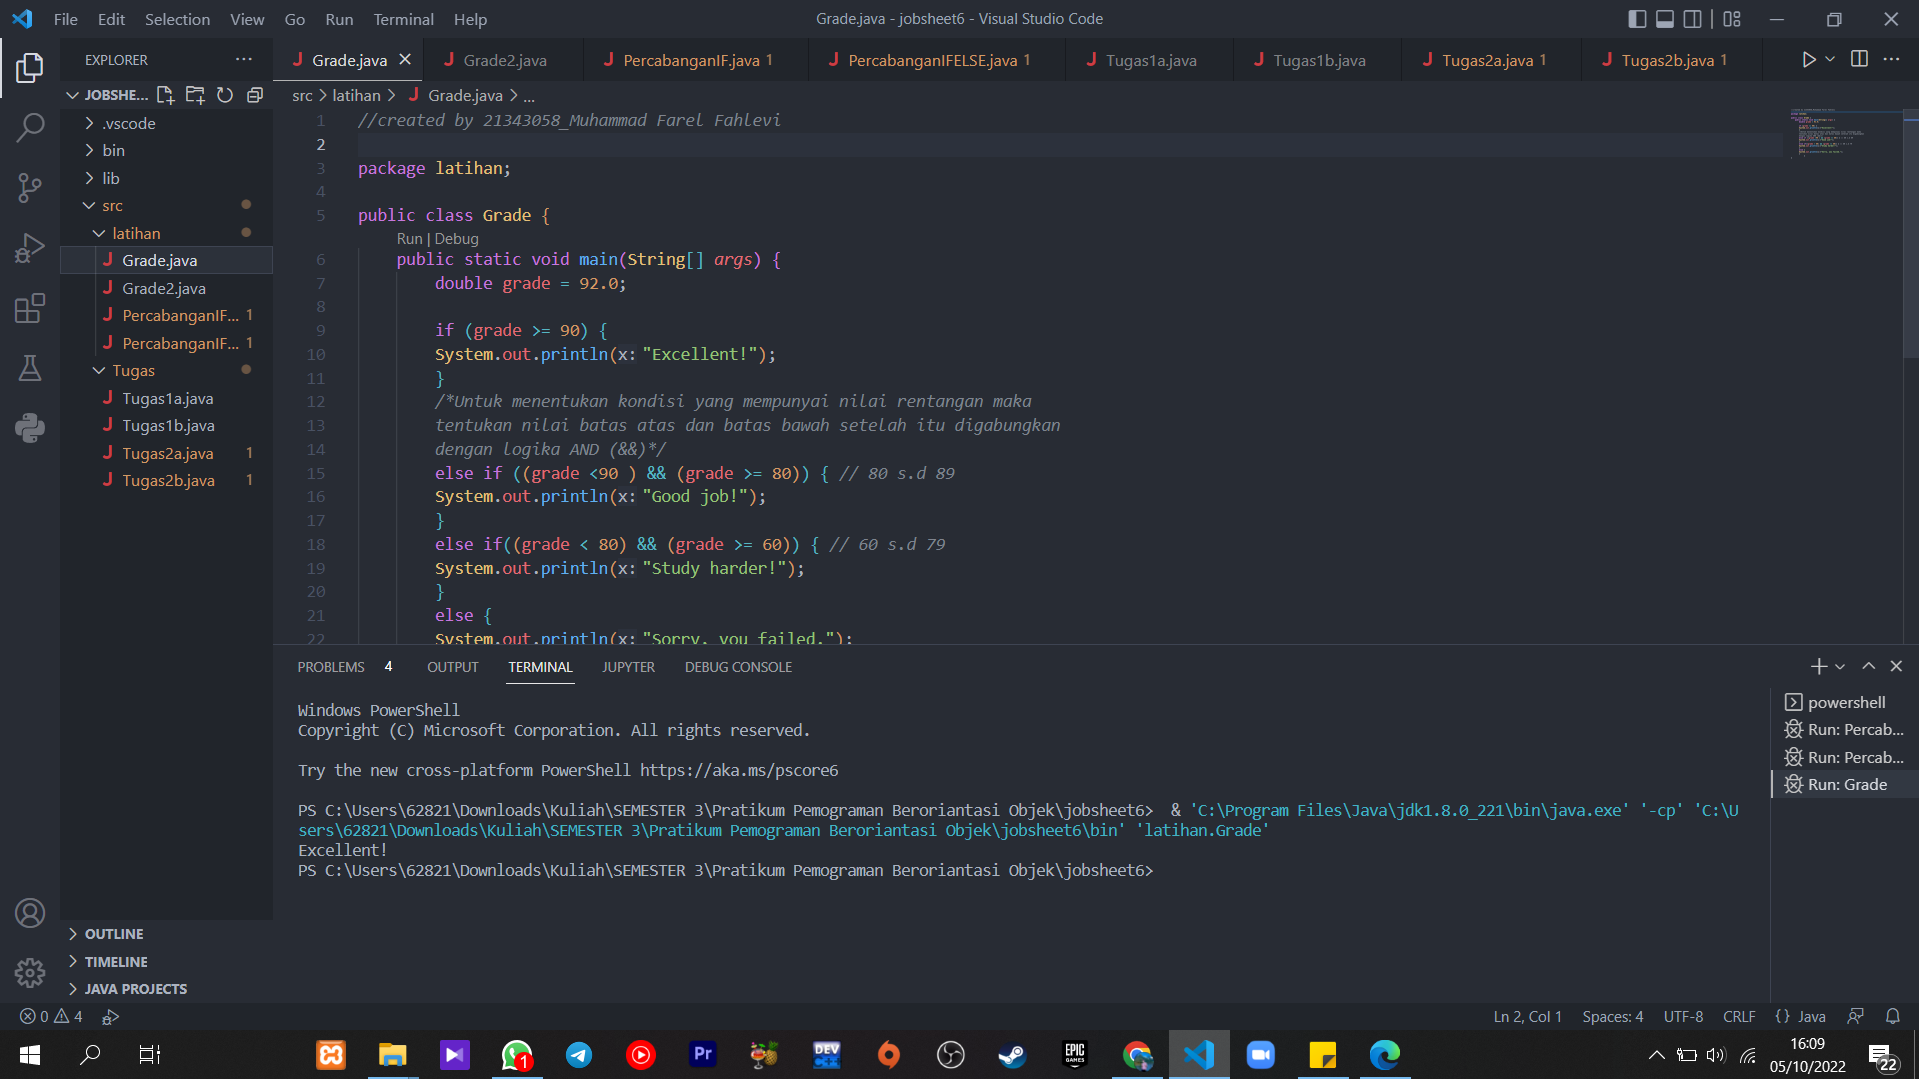 File Edit Selection View Go Run Terminal Help
Grade.java - jobsheet6 - Visual Studio Code
EXPLORER
Grade.java
Grade2.java
PercabanganIF.java 1
PercabanganIFELSE.java 1
Tugas1a.java
Tugas1b.java
Tugas2a.java 1
Tugas2b.java 1
JOBSHE...
.vscode
bin
lib
src
latihan
Grade.java
Grade2.java
PercabanganIF... 1
PercabanganIF... 1
Tugas
Tugas1a.java
Tugas1b.java
Tugas2a.java 1
Tugas2b.java 1
OUTLINE
TIMELINE
JAVA PROJECTS
src > latihan > Grade.java > ...
1 //created by 21343058_Muhammad Farel Fahlevi
2
3 package latihan;
4
5 public class Grade {
Run | Debug
6 public static void main(String[] args) {
7 double grade = 92.0;
8
9 if (grade >= 90) {
10 System.out.println(x: "Excellent!");
11 }
12 /*Untuk menentukan kondisi yang mempunyai nilai rentangan maka
13 tentukan nilai batas atas dan batas bawah setelah itu digabungkan
14 dengan logika AND (&&)*/
15 else if ((grade <90 ) && (grade >= 80)) { // 80 s.d 89
16 System.out.println(x: "Good job!");
17 }
18 else if((grade < 80) && (grade >= 60)) { // 60 s.d 79
19 System.out.println(x: "Study harder!");
20 }
21 else {
22 System.out.println(x: "Sorry, you failed.");
PROBLEMS 4 OUTPUT TERMINAL JUPYTER DEBUG CONSOLE
Windows PowerShell
Copyright (C) Microsoft Corporation. All rights reserved.
Try the new cross-platform PowerShell https://aka.ms/pscore6
PS C:\Users\62821\Downloads\Kuliah\SEMESTER 3\Pratikum Pemograman Beroriantasi Objek\jobsheet6> & 'C:\Program Files\Java\jdk1.8.0_221\bin\java.exe' '-cp' 'C:\U
sers\62821\Downloads\Kuliah\SEMESTER 3\Pratikum Pemograman Beroriantasi Objek\jobsheet6\bin' 'latihan.Grade'
Excellent!
PS C:\Users\62821\Downloads\Kuliah\SEMESTER 3\Pratikum Pemograman Beroriantasi Objek\jobsheet6>
powershell
Run: Percab...
Run: Percab...
Run: Grade
0 4
Ln 2, Col 1 Spaces: 4 UTF-8 CRLF {} Java
1
Pr
DEV C++
EPIC GAMES
16:09
05/10/2022
22